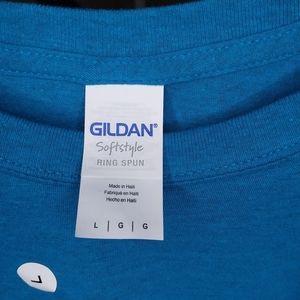 GILDAN®
Softstyle
RING SPUN
Made in Haiti
Fabriqué en Haïti
Hecho en Haití
L | G | G
L